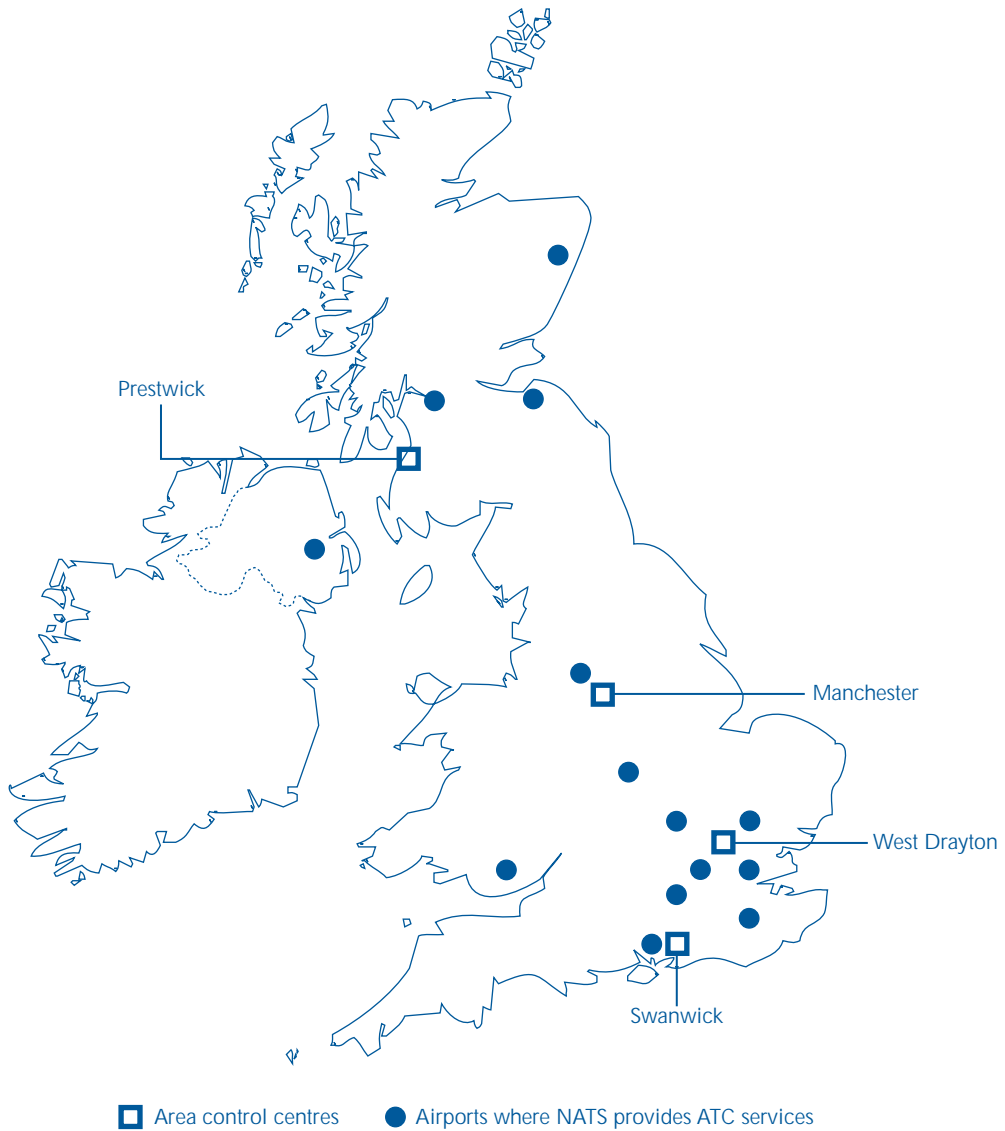 Prestwick
Manchester
West Drayton
Swanwick
Area control centres
Airports where NATS provides ATC services